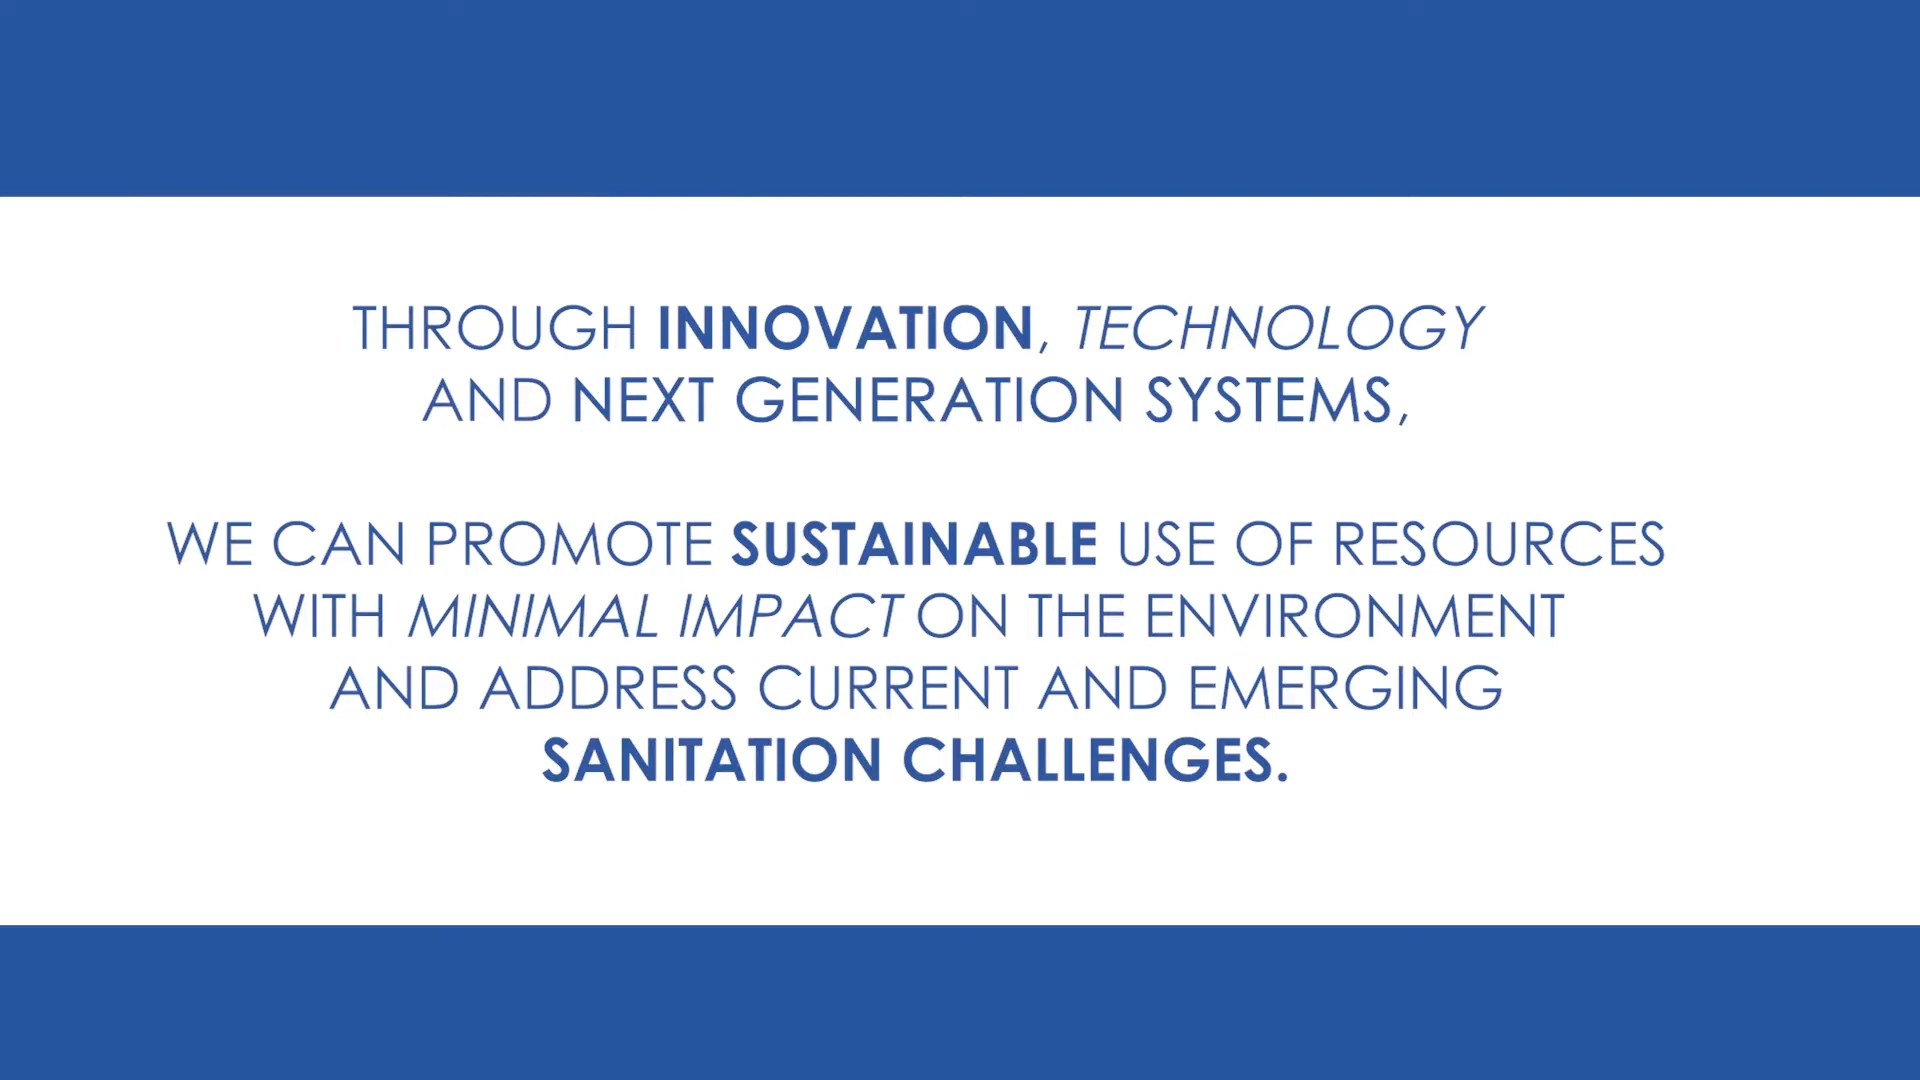 THROUGH INNOVATION, TECHNOLOGY
AND NEXT GENERATION SYSTEMS,
WE CAN PROMOTE SUSTAINABLE USE OF RESOURCES
WITH MINIMAL IMPACT ON THE ENVIRONMENT
AND ADDRESS CURRENT AND EMERGING
SANITATION CHALLENGES.